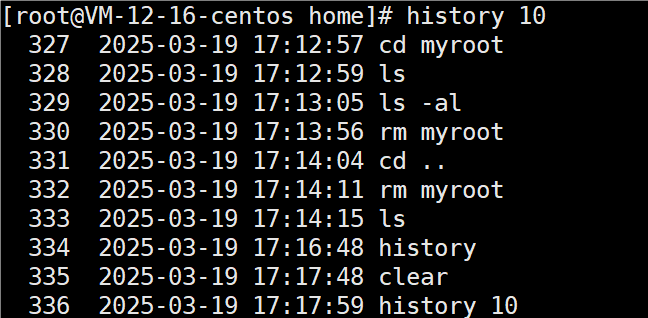 [root@VM-12-16-centos home]# history 10
327 2025-03-19 17:12:57 cd myroot
328 2025-03-19 17:12:59 ls
329 2025-03-19 17:13:05 ls -al
330 2025-03-19 17:13:56 rm myroot
331 2025-03-19 17:14:04 cd ..
332 2025-03-19 17:14:11 rm myroot
333 2025-03-19 17:14:15 ls
334 2025-03-19 17:16:48 history
335 2025-03-19 17:17:48 clear
336 2025-03-19 17:17:59 history 10